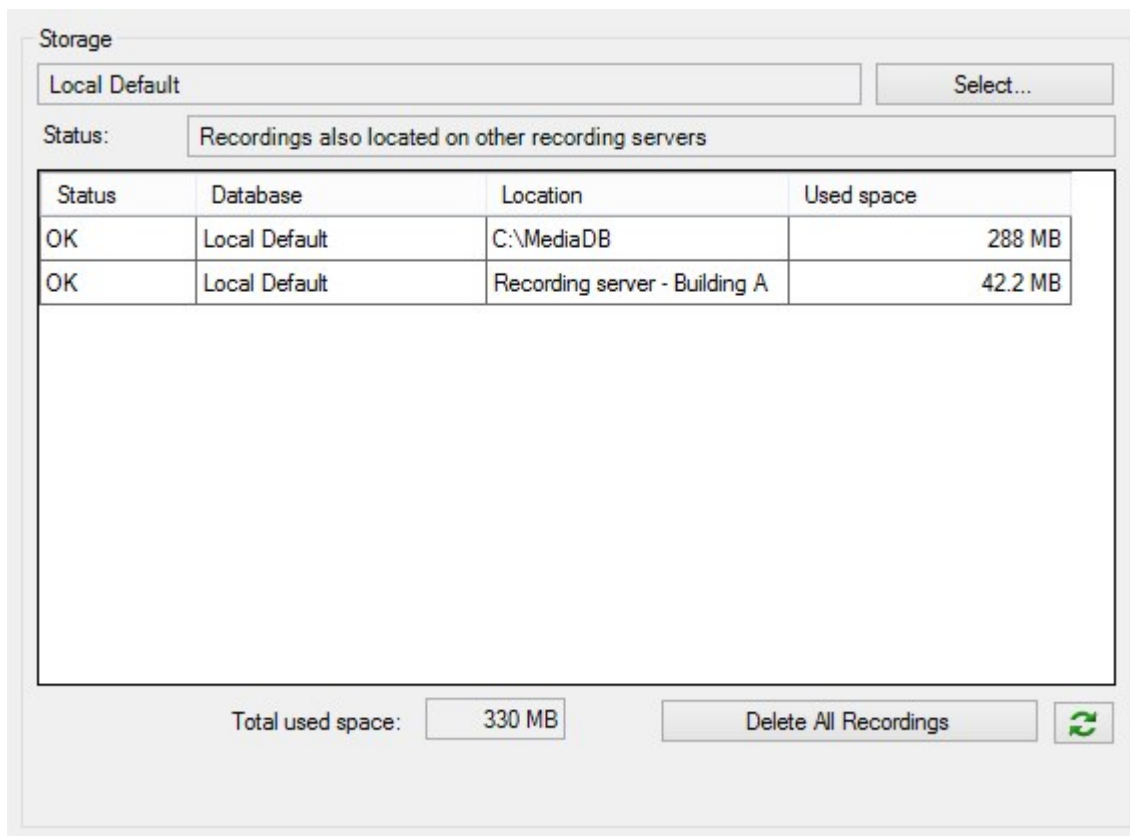 Storage
Local Default Select...
Status: Recordings also located on other recording servers
Status Database Location Used space
OK Local Default C:\MediaDB 288 MB
OK Local Default Recording server - Building A 42.2 MB
Total used space: 330 MB Delete All Recordings